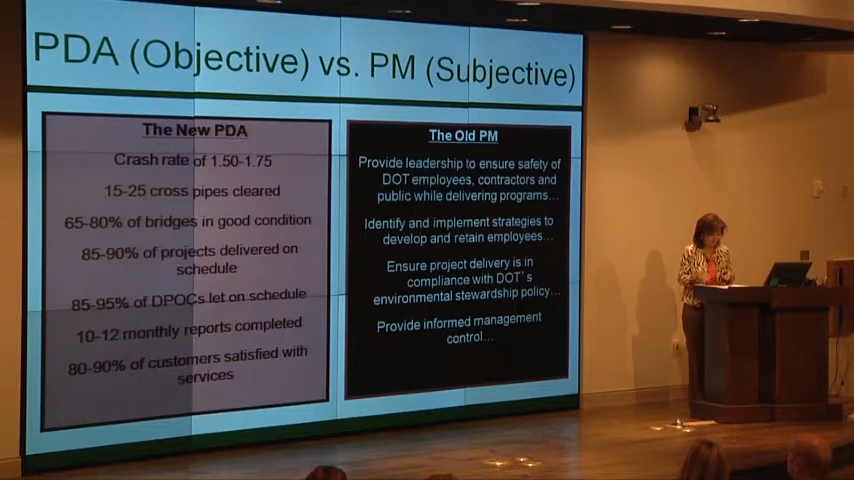 PDA (Objective) vs. PM (Subjective)
The New PDA
Crash rate of 1.50-1.75
15-25 cross pipes cleared
65-80% of bridges in good condition
85-90% of projects delivered on
schedule
85-95% of DPOCs let on schedule
10-12 monthly reports completed
80-90% of customers satisfied with
services
The Old PM
Provide leadership to ensure safety of
DOT employees, contractors and
public while delivering programs…
Identify and implement strategies to
develop and retain employees…
Ensure project delivery is in
compliance with DOT's
environmental stewardship policy…
Provide informed management
control…